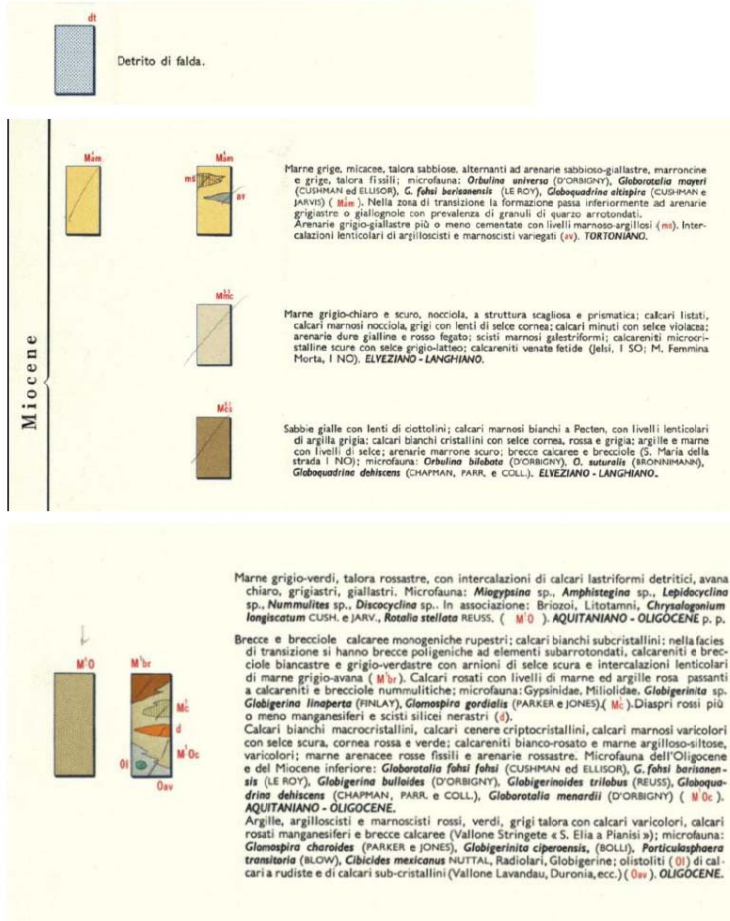 dt
Detrito di falda.
Miocene
Marne grige, micacee, talora sabbiose, alternanti ad arenarie sabbioso-giallastre, marroncine
e grige, talora fissili; microfauna: Orbulina universa (D'ORBIGNY), Globorotalia mayeri
(CUSHMAN ed ELLISOR), G. fohsi barisanensis (LE ROY), Globoquadrina altispira (CUSHMAN e
JARVIS) ( ). Nella zona di transizione la formazione passa inferiormente ad arenarie
grigiastre o giallognole con prevalenza di granuli di quarzo arrotondati.
ms
av
Arenarie grigio-giallastre più o meno cementate con livelli marnoso-argillosi (ms). Inter-
calazioni lenticolari di argilloscisti e marnoscisti variegati (av). TORTONIANO.
Marne grigio-chiaro e scuro, nocciola, a struttura scagliosa e prismatica; calcari listati,
calcari marnosi nocciola, grigi con lenti di selce cornea; calcari minuti con selce violacea;
arenarie dure gialline e rosso fegato; scisti marnosi galestriformi; calcareniti microcri-
stalline scure con selce grigio-latteo; calcareniti venate fetide (Jelsi, I SO; M. Femmina
Morta, I NO). ELVEZIANO - LANGHIANO.
Sabbie gialle con lenti di ciottolini; calcari marnosi bianchi a Pecten, con livelli lenticolari
di argilla grigia; calcari bianchi cristallini con selce cornea, rossa e grigia; argille e marne
con livelli di selce; arenarie marrone scuro; brecce calcaree e brecciole (S. Maria della
strada I NO); microfauna: Orbulina bilobata (D'ORBIGNY), O. suturalis (BRONNIMANN),
Globoquadrina dehiscens (CHAPMAN, PARR. e COLL.). ELVEZIANO - LANGHIANO.
Marne grigio-verdi, talora rossastre, con intercalazioni di calcari lastriformi detritici, avana
chiaro, grigiastri, giallastri. Microfauna: Miogypsina sp., Amphistegina sp., Lepidocyclina
sp., Nummulites sp., Discocyclina sp.. In associazione: Briozoi, Litotamni, Chrysalogonium
longiscatum CUSH. e JARV., Rotalia stellata REUSS. ( M¹O ). AQUITANIANO - OLIGOCENE p. p.
M¹O
M¹br
Mc
d
M¹Oc
Ol
Oav
Brecce e brecciole calcaree monogeniche rupestri; calcari bianchi subcristallini; nella facies
di transizione si hanno brecce poligeniche ad elementi subarrotondati, calcareniti e brec-
ciole biancastre e grigio-verdastre con arnioni di selce scura e intercalazioni lenticolari
di marne grigio-avana ( M¹br ). Calcari rosati con livelli di marne ed argille rosa passanti
a calcareniti e brecciole nummulitiche; microfauna: Gypsinidae, Miliolidae, Globigerinita sp.
Globigerina linaperta (FINLAY), Glomospira gordialis (PARKER e JONES).( Mc ).Diaspri rossi più
o meno manganesiferi e scisti silicei nerastri (d).
Calcari bianchi macrocristallini, calcari cenere criptocristallini, calcari marnosi varicolori
con selce scura, cornea rossa e verde; calcareniti bianco-rosato e marne argilloso-siltose,
varicolori; marne arenacee rosse fissili e arenarie rossastre. Microfauna dell'Oligocene
e del Miocene inferiore: Globorotalia fohsi fohsi (CUSHMAN ed ELLISOR), G. fohsi barisanen-
sis (LE ROY), Globigerina bulloides (D'ORBIGNY), Globigerinoides trilobus (REUSS), Globoqua-
drina dehiscens (CHAPMAN, PARR. e COLL.), Globorotalia menardii (D'ORBIGNY) ( M¹Oc ).
AQUITANIANO - OLIGOCENE.
Argille, argilloscisti e marnoscisti rossi, verdi, grigi talora con calcari varicolori, calcari
rosati manganesiferi e brecce calcaree (Vallone Stringete « S. Elia a Pianisi »); microfauna:
Glomospira charoides (PARKER e JONES), Globigerinita ciperoensis, (BOLLI), Porticulasphaera
transitoria (BLOW), Cibicides mexicanus NUTTAL, Radiolari, Globigerine; olistoliti (Ol) di cal-
cari a rudiste e di calcari sub-cristallini (Vallone Lavandau, Duronia, ecc.) ( Oav ). OLIGOCENE.